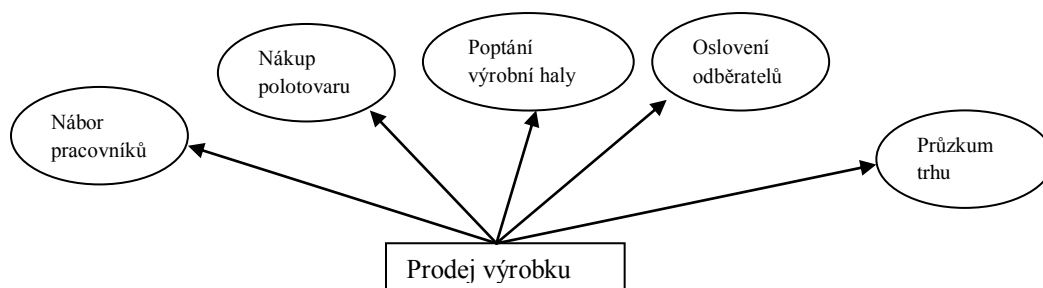 Nábor
pracovníků
Nákup
polotovaru
Poptání
výrobní haly
Oslovení
odběratelů
Průzkum
trhu
Prodej výrobku